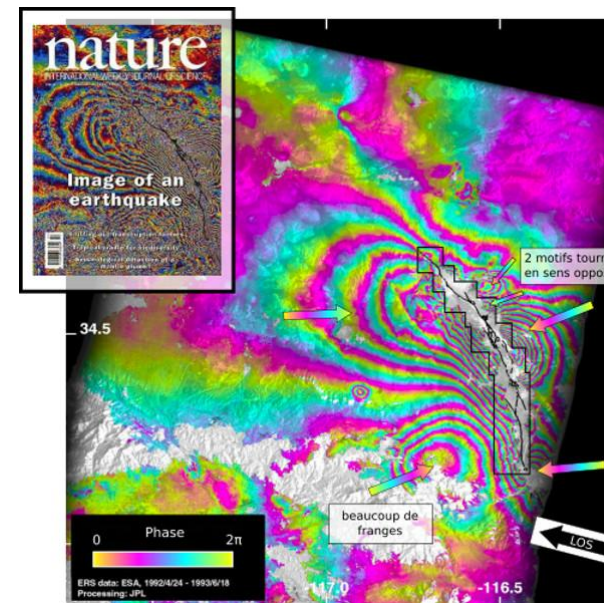 nature
INTERNATIONAL WEEKLY JOURNAL OF SCIENCE
Image of an
earthquake
2 motifs tourn
en sens oppo
34.5
beaucoup de
franges
LOS
Phase
0
2π
ERS data: ESA, 1992/4/24 - 1993/6/18
Processing: JPL
-117.0
-116.5